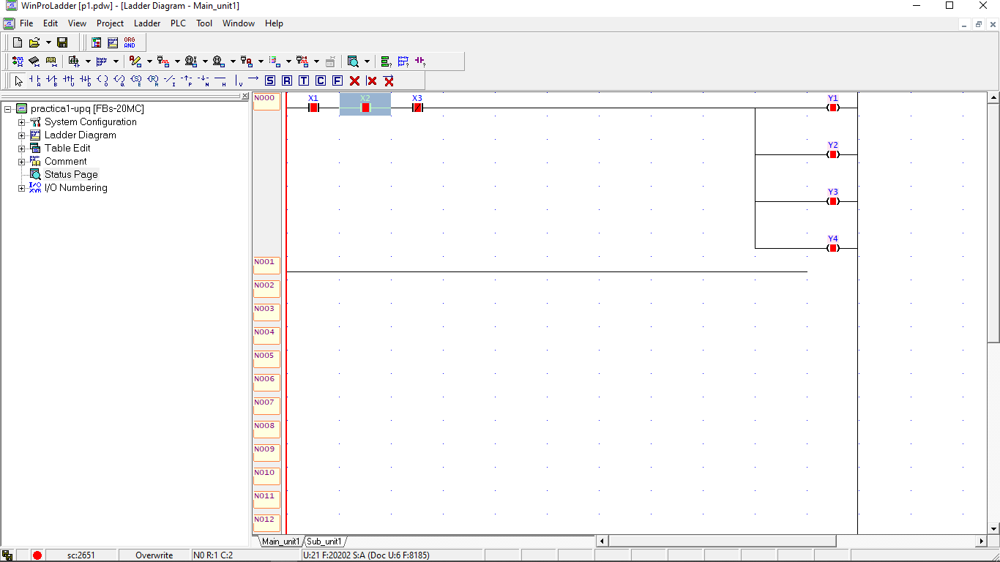 WinProLadder [p1.pdw] - [Ladder Diagram - Main_unit1]
File Edit View Project Ladder PLC Tool Window Help
ORG
AND
A B U D Q S R I P N H V
S R T C F
practica1-upq [FBs-20MC]
System Configuration
Ladder Diagram
Table Edit
Comment
Status Page
I/O Numbering
N000 X1 X2 X3 Y1
Y2
Y3
Y4
N001
N002
N003
N004
N005
N006
N007
N008
N009
N010
N011
N012
Main_unit1 Sub_unit1
sc:2651 Overwrite N0 R:1 C:2 U:21 F:20202 S:A (Doc U:6 F:8185)